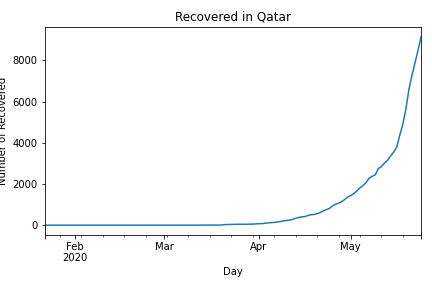 Recovered in Qatar
Number of Recovered
8000
6000
4000
2000
0
Feb
2020
Mar
Apr
May
Day